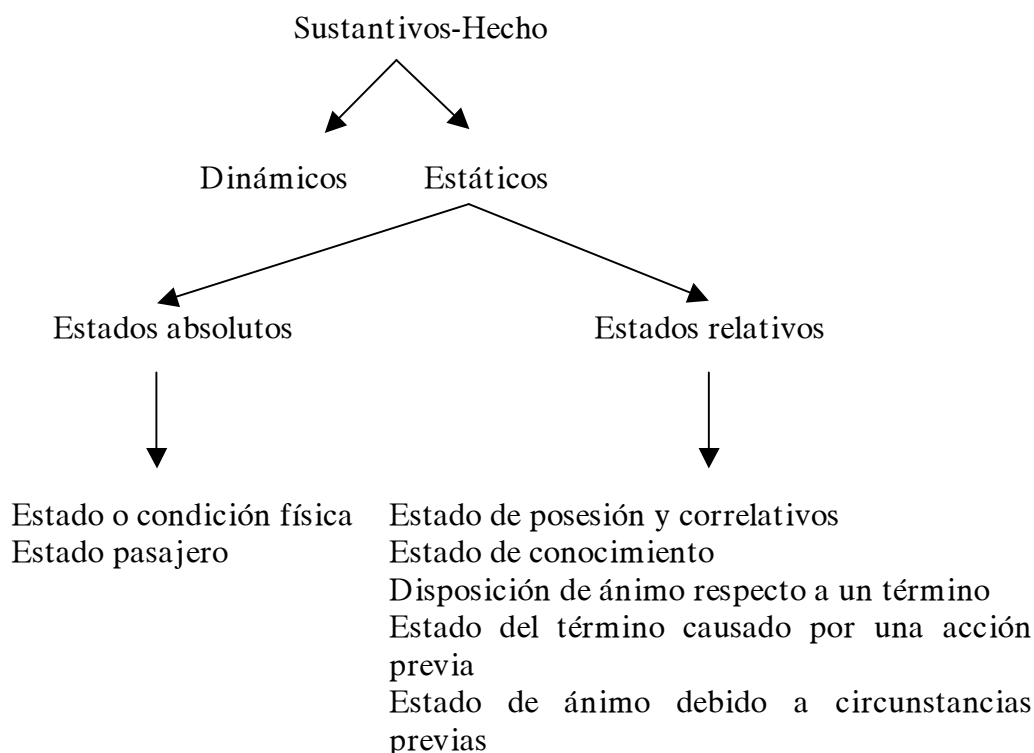 Sustantivos-Hecho
Dinámicos Estáticos
Estados absolutos Estados relativos
Estado o condición física
Estado pasajero
Estado de posesión y correlativos
Estado de conocimiento
Disposición de ánimo respecto a un término
Estado del término causado por una acción
previa
Estado de ánimo debido a circunstancias
previas